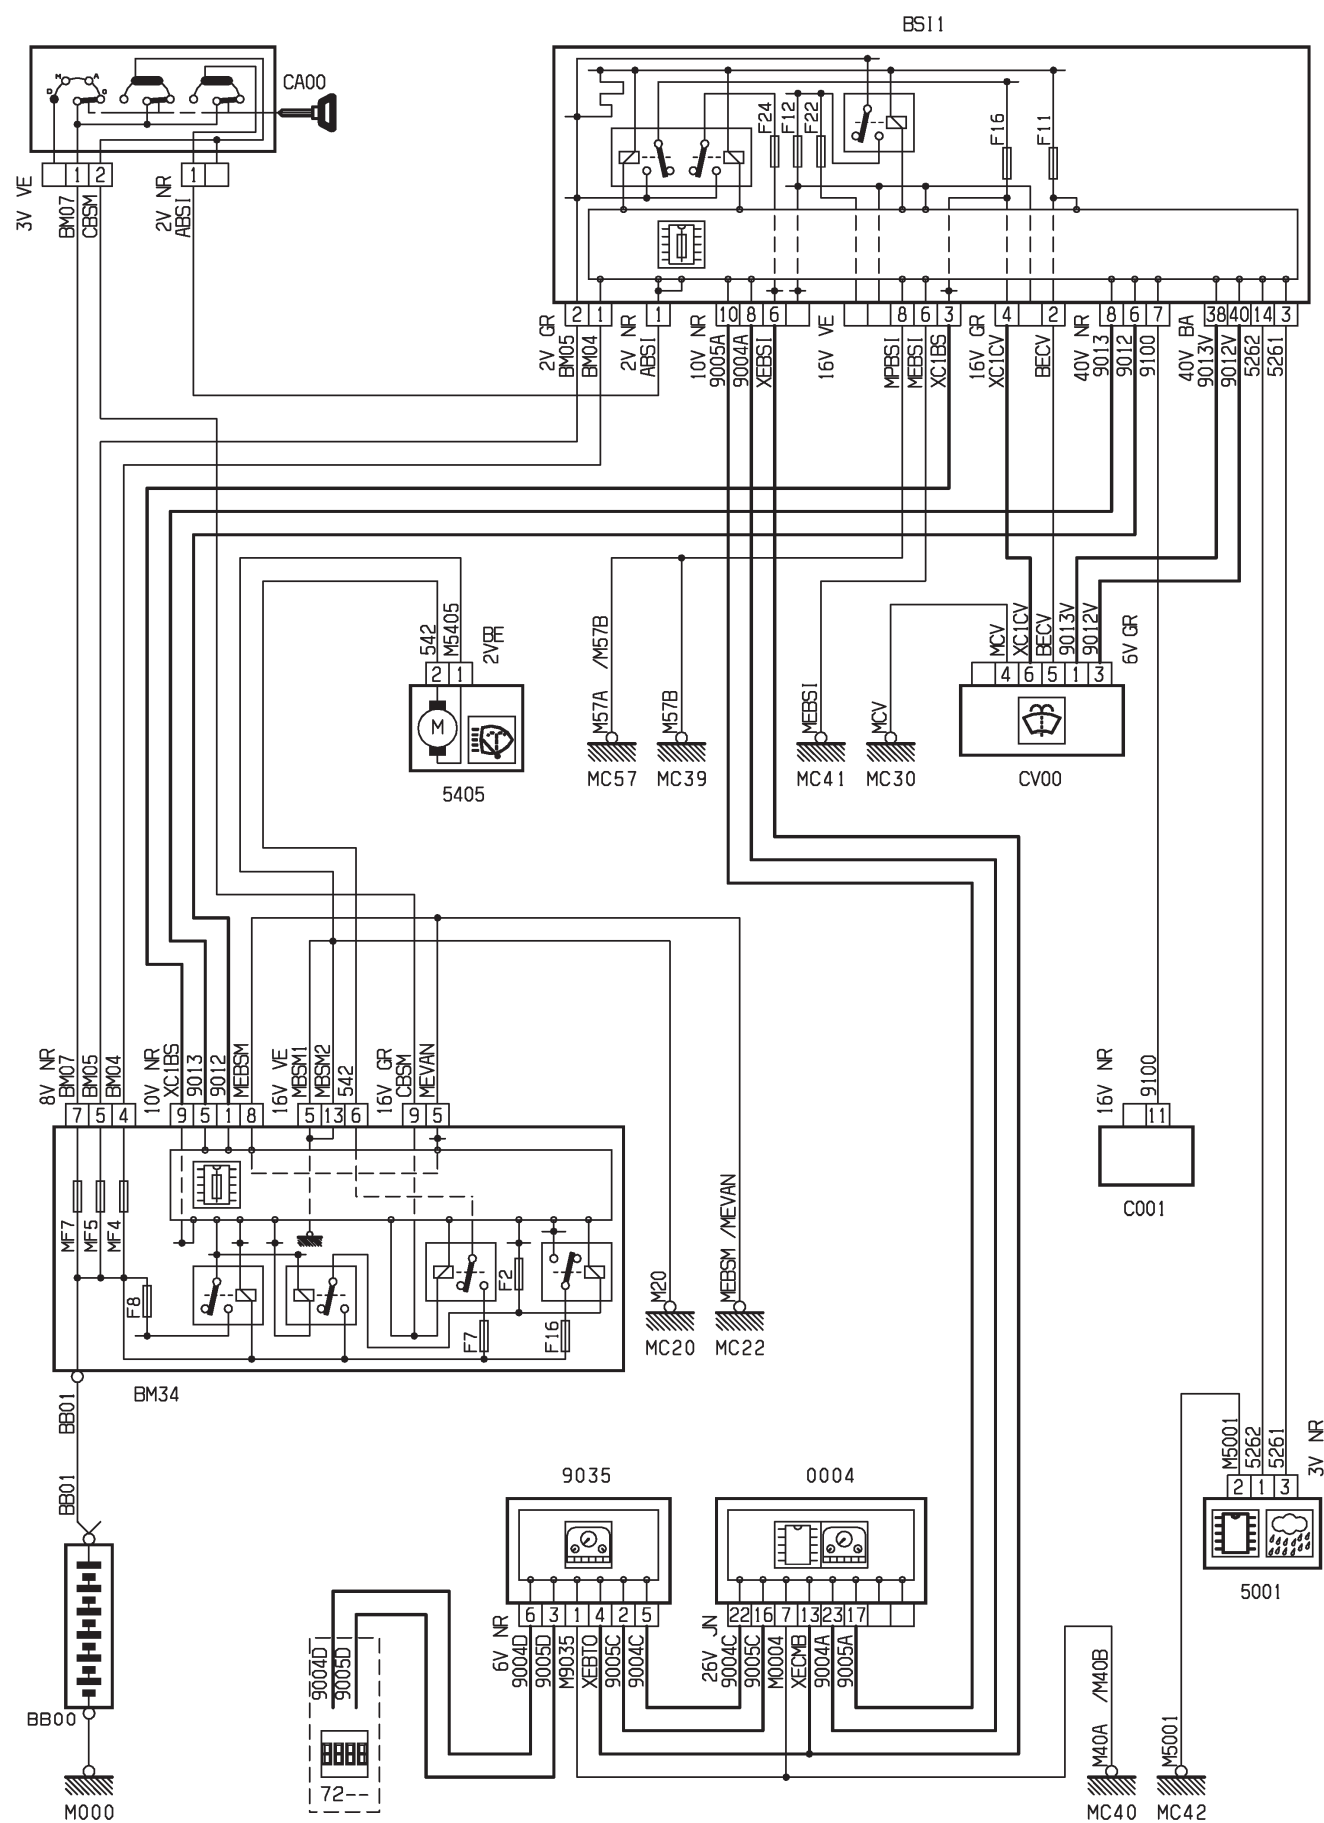 BSI1
CA00
M
A
D
G
1
2
1
3V VE
BM07
CBSM
2V NR
ABSI
F24
F12
F22
F16
F11
2
1
1
10
8
6
8
6
3
4
2
8
6
7
38
40
14
3
2V GR
BM05
BM04
2V NR
ABSI
10V NR
9005A
9004A
XEBSI
16V VE
MPBSI
MEBSI
XC1BS
16V GR
XC1CV
BECV
40V NR
9013
9012
9100
40V BA
9013V
9012V
5262
5261
542
M5405
2V BE
2
1
M
5405
M57A /M57B
MC57
M57B
MC39
MEBSI
MC41
MCV
MC30
MCV
XC1CV
BECV
9013V
9012V
6V GR
4
6
5
1
3
CV00
8V NR
BM07
BM05
BM04
10V NR
XC1BS
9013
9012
MEBSM
16V VE
MBSM1
MBSM2
542
16V GR
CBSM
MEVAN
7
5
4
9
5
1
8
5
13
6
9
5
MF7
MF5
MF4
F8
F2
F7
F16
BM34
M20
MC20
MEBSM /MEVAN
MC22
16V NR
9100
11
C001
BB01
BB01
BB00
M000
9035
0004
6
3
1
4
2
5
22
16
7
13
23
17
6V NR
9004D
9005D
M9035
XEBTO
9005C
9004C
26V JN
9004C
9005C
M0004
XECMB
9004A
9005A
9004D
9005D
72--
M40A /M40B
MC40
M5001
MC42
M5001
5262
5261
3V NR
2
1
3
5001